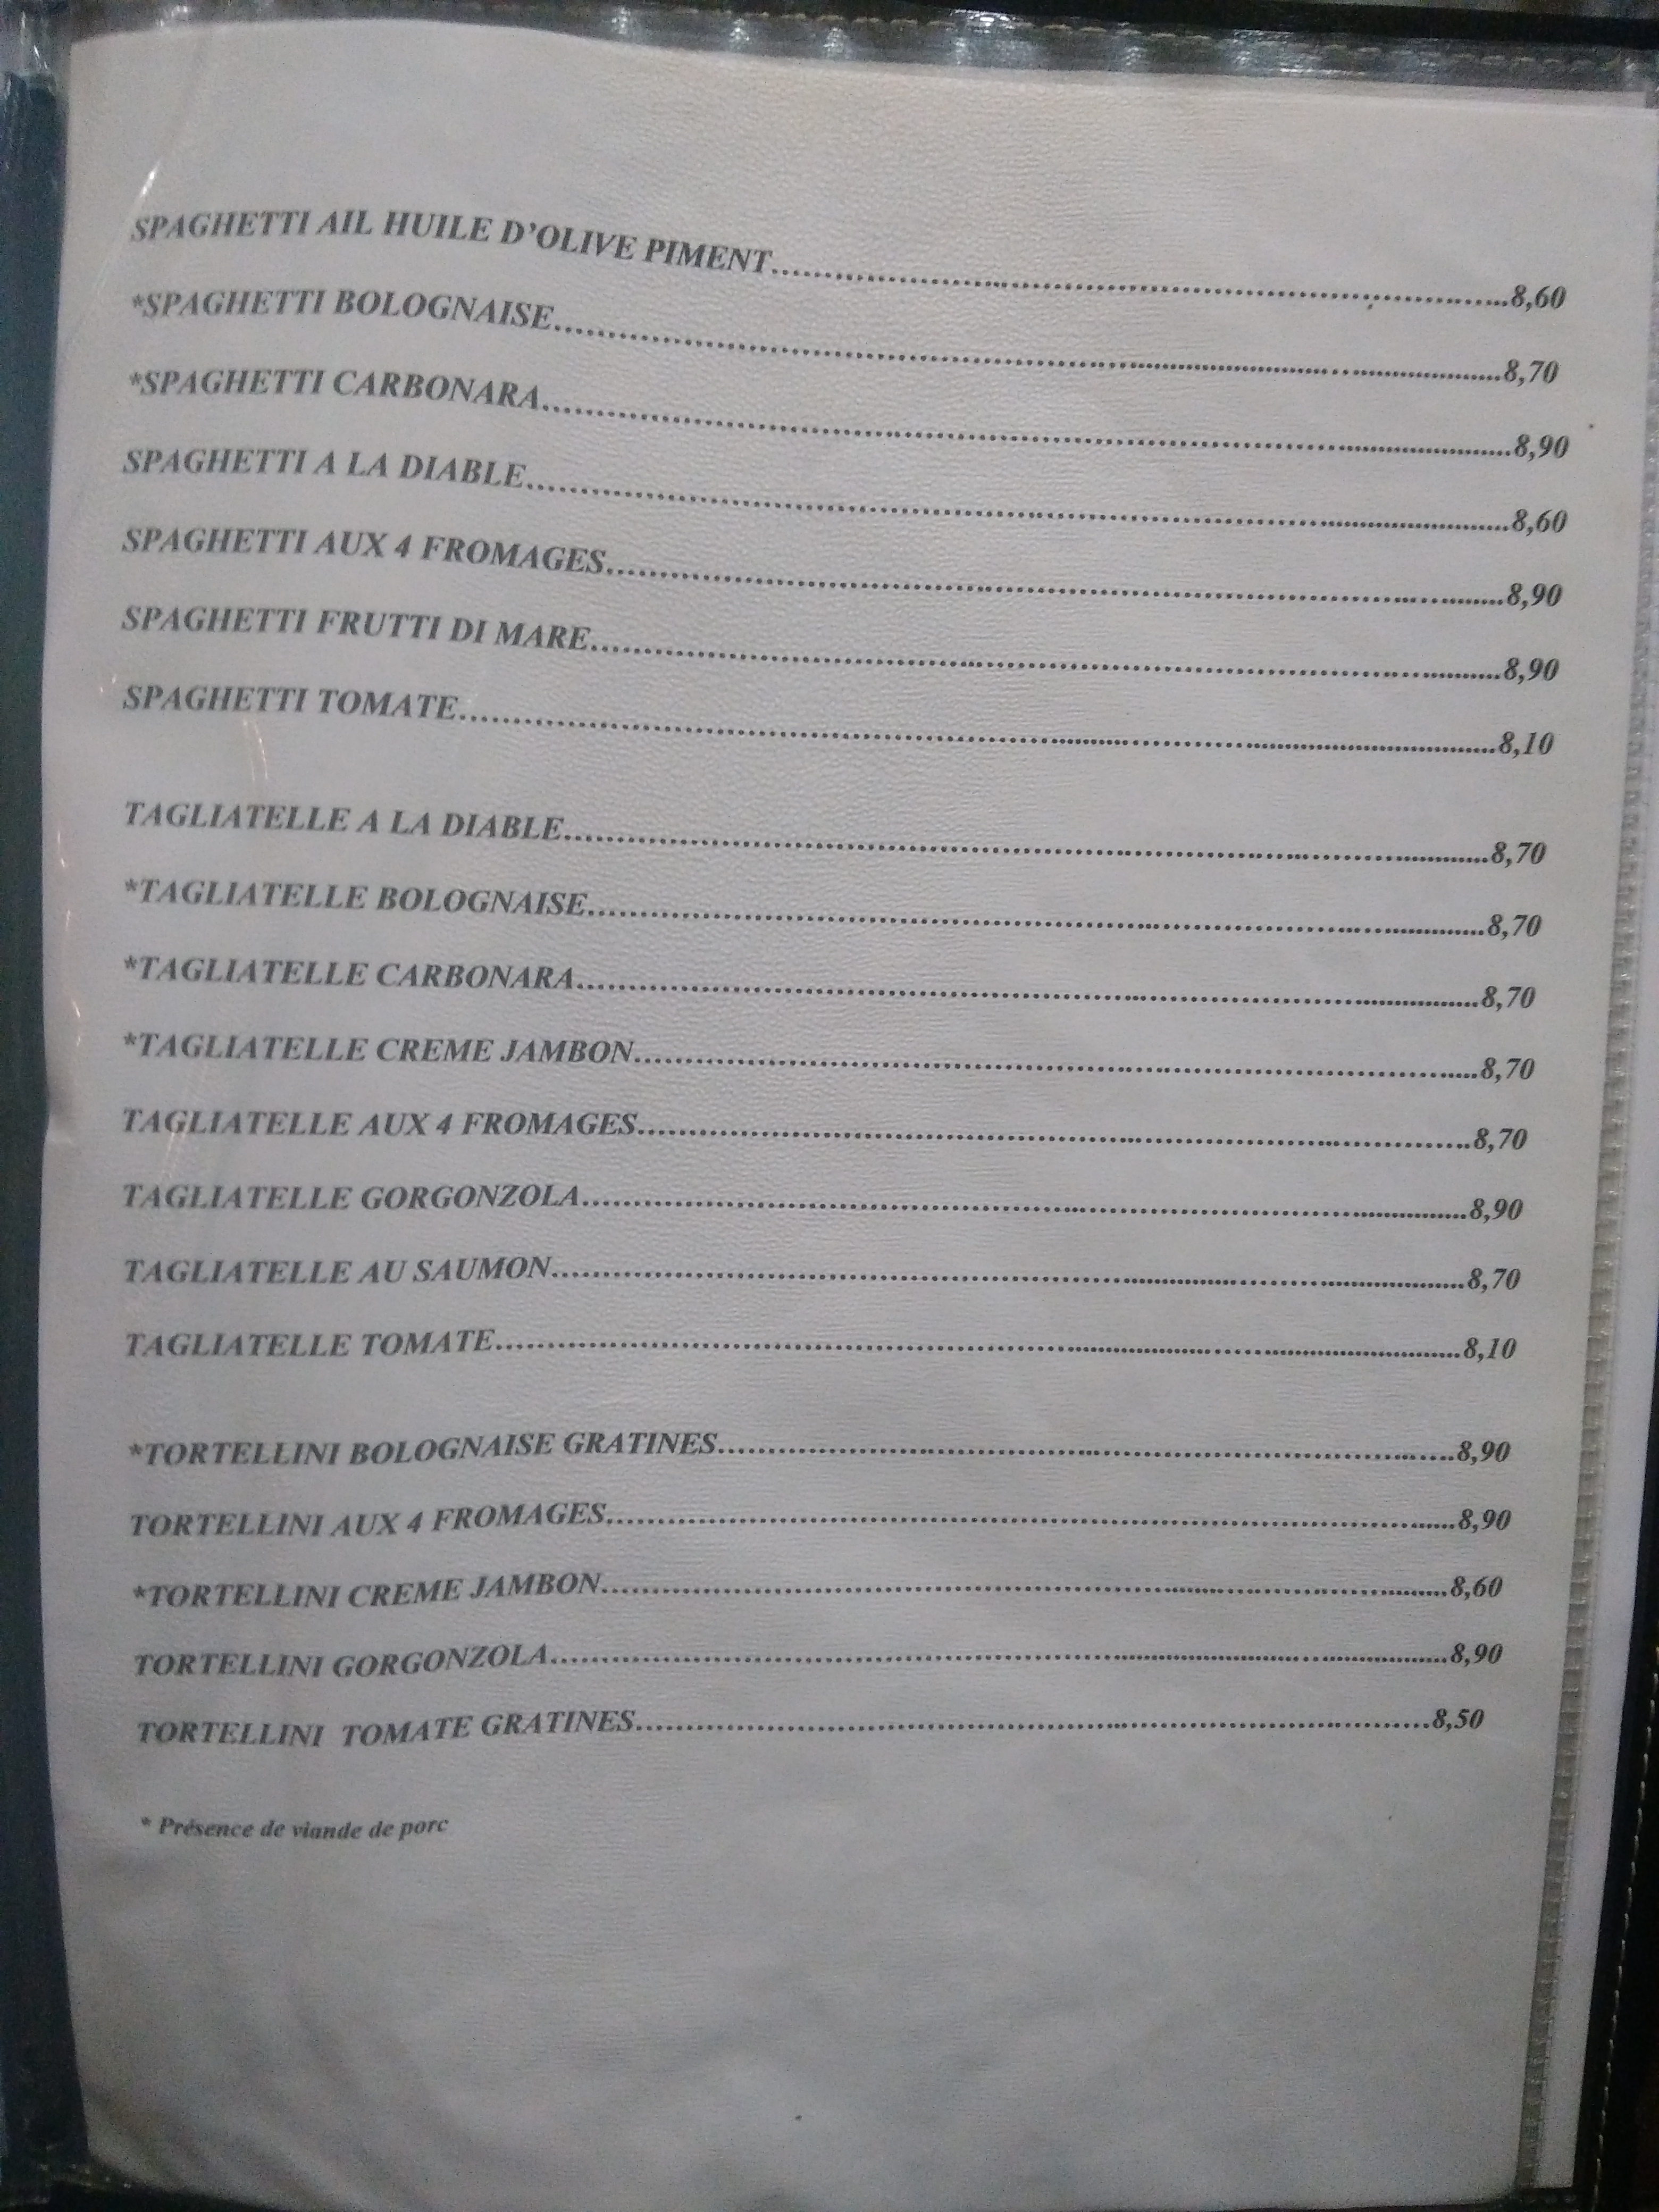 SPAGHETTI AIL HUILE D'OLIVE PIMENT........8,60
*SPAGHETTI BOLOGNAISE........8,70
*SPAGHETTI CARBONARA........8,90
SPAGHETTI A LA DIABLE........8,60
SPAGHETTI AUX 4 FROMAGES........8,90
SPAGHETTI FRUTTI DI MARE........8,90
SPAGHETTI TOMATE........8,10
TAGLIATELLE A LA DIABLE........8,70
*TAGLIATELLE BOLOGNAISE........8,70
*TAGLIATELLE CARBONARA........8,70
*TAGLIATELLE CREME JAMBON........8,70
TAGLIATELLE AUX 4 FROMAGES........8,70
TAGLIATELLE GORGONZOLA........8,90
TAGLIATELLE AU SAUMON........8,70
TAGLIATELLE TOMATE........8,10
*TORTELLINI BOLOGNAISE GRATINES........8,90
TORTELLINI AUX 4 FROMAGES........8,90
*TORTELLINI CREME JAMBON........8,60
TORTELLINI GORGONZOLA........8,90
TORTELLINI TOMATE GRATINES........8,50
* Présence de viande de porc